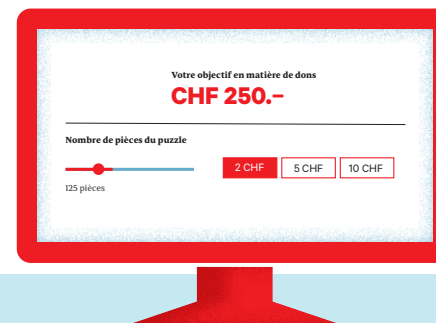 Votre objectif en matière de dons
CHF 250.–
Nombre de pièces du puzzle
2 CHF 5 CHF 10 CHF
125 pièces